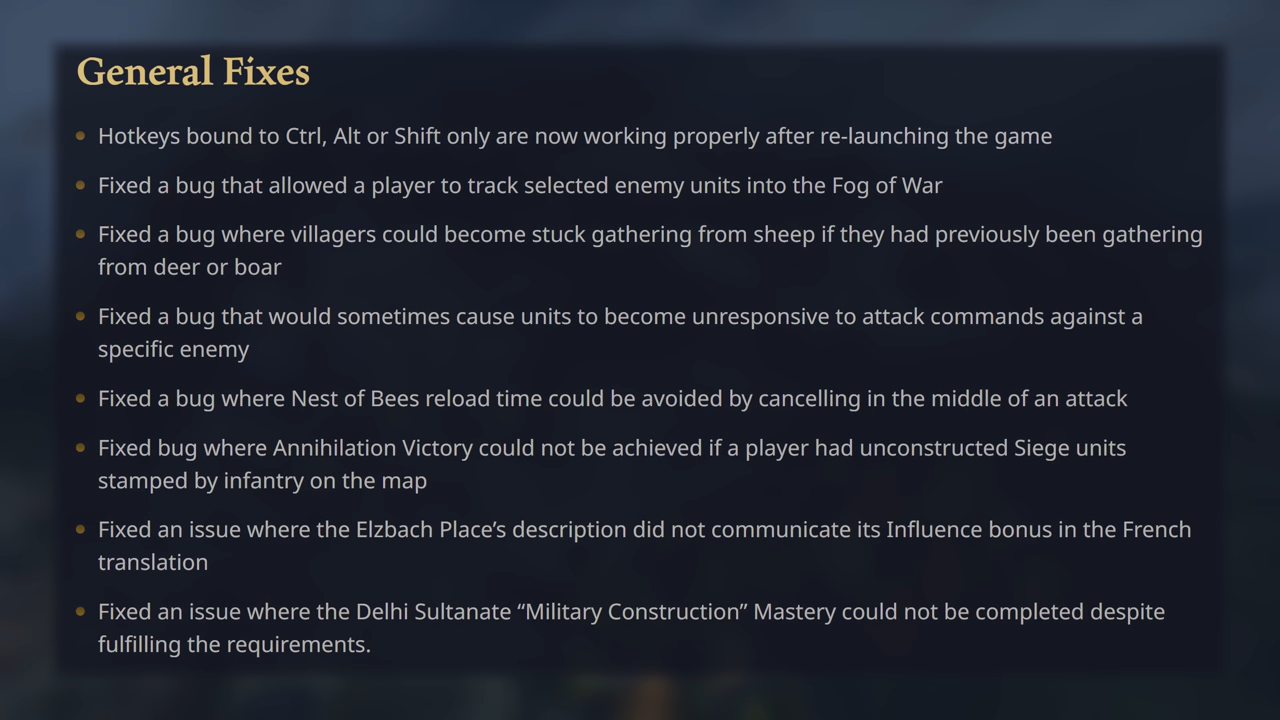 General Fixes
Hotkeys bound to Ctrl, Alt or Shift only are now working properly after re-launching the game
Fixed a bug that allowed a player to track selected enemy units into the Fog of War
Fixed a bug where villagers could become stuck gathering from sheep if they had previously been gathering
from deer or boar
Fixed a bug that would sometimes cause units to become unresponsive to attack commands against a
specific enemy
Fixed a bug where Nest of Bees reload time could be avoided by cancelling in the middle of an attack
Fixed bug where Annihilation Victory could not be achieved if a player had unconstructed Siege units
stamped by infantry on the map
Fixed an issue where the Elzbach Place’s description did not communicate its Influence bonus in the French
translation
Fixed an issue where the Delhi Sultanate “Military Construction” Mastery could not be completed despite
fulfilling the requirements.